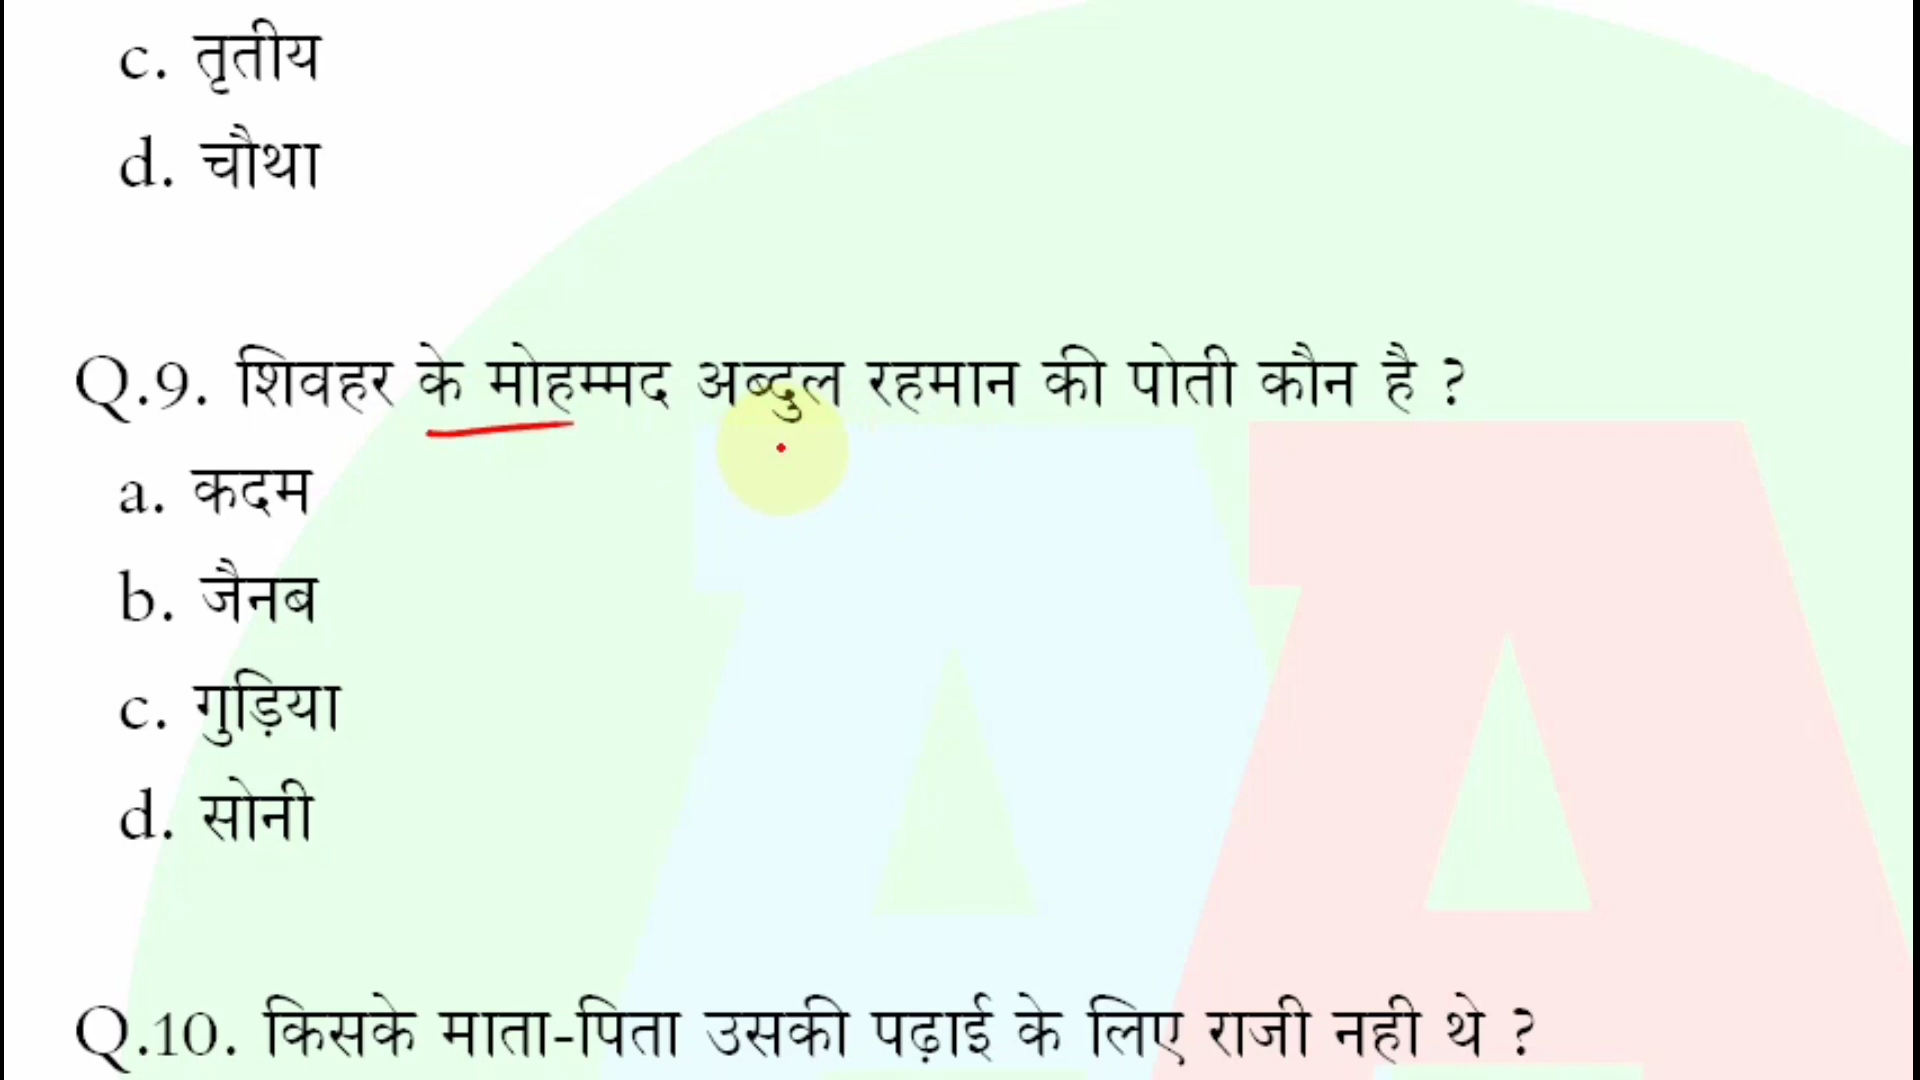 c. तृतीय
d. चौथा
Q.9. शिवहर के मोहम्मद अब्दुल रहमान की पोती कौन है ?
a. कदम
b. जैनब
c. गुड़िया
d. सोनी
Q.10. किसके माता-पिता उसकी पढ़ाई के लिए राजी नही थे ?